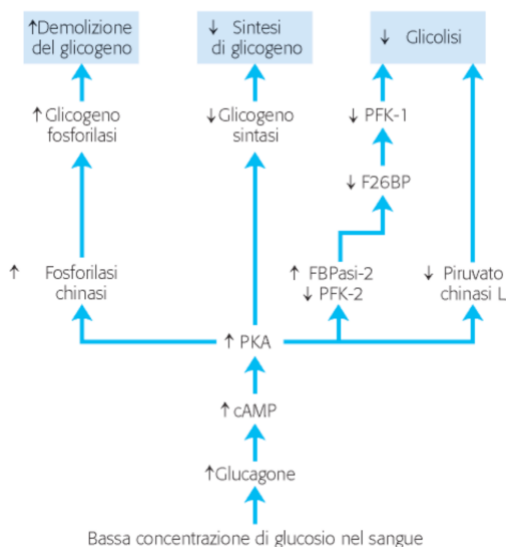 ↑Demolizione
del glicogeno
↓ Sintesi
di glicogeno
↓ Glicolisi
↑Glicogeno
fosforilasi
↓Glicogeno
sintasi
↓ PFK-1
↓ F26BP
↑ Fosforilasi
chinasi
↑ FBPasi-2
↓ PFK-2
↓ Piruvato
chinasi L
↑ PKA
↑ cAMP
↑Glucagone
Bassa concentrazione di glucosio nel sangue